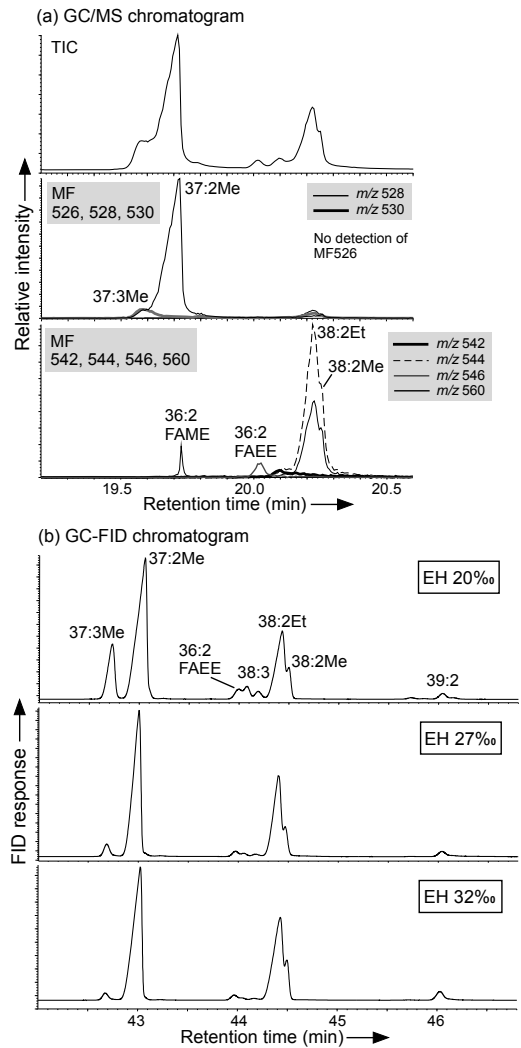 (a) GC/MS chromatogram
TIC
MF
526, 528, 530
37:2Me
37:3Me
m/z 528
m/z 530
No detection of
MF526
MF
542, 544, 546, 560
36:2
FAME
36:2
FAEE
38:2Et
38:2Me
m/z 542
m/z 544
m/z 546
m/z 560
Relative intensity
19.5
20.0
20.5
Retention time (min)
(b) GC-FID chromatogram
37:2Me
37:3Me
36:2
FAEE
38:3
38:2Et
38:2Me
39:2
EH 20‰
EH 27‰
EH 32‰
FID response
43
44
45
46
Retention time (min)